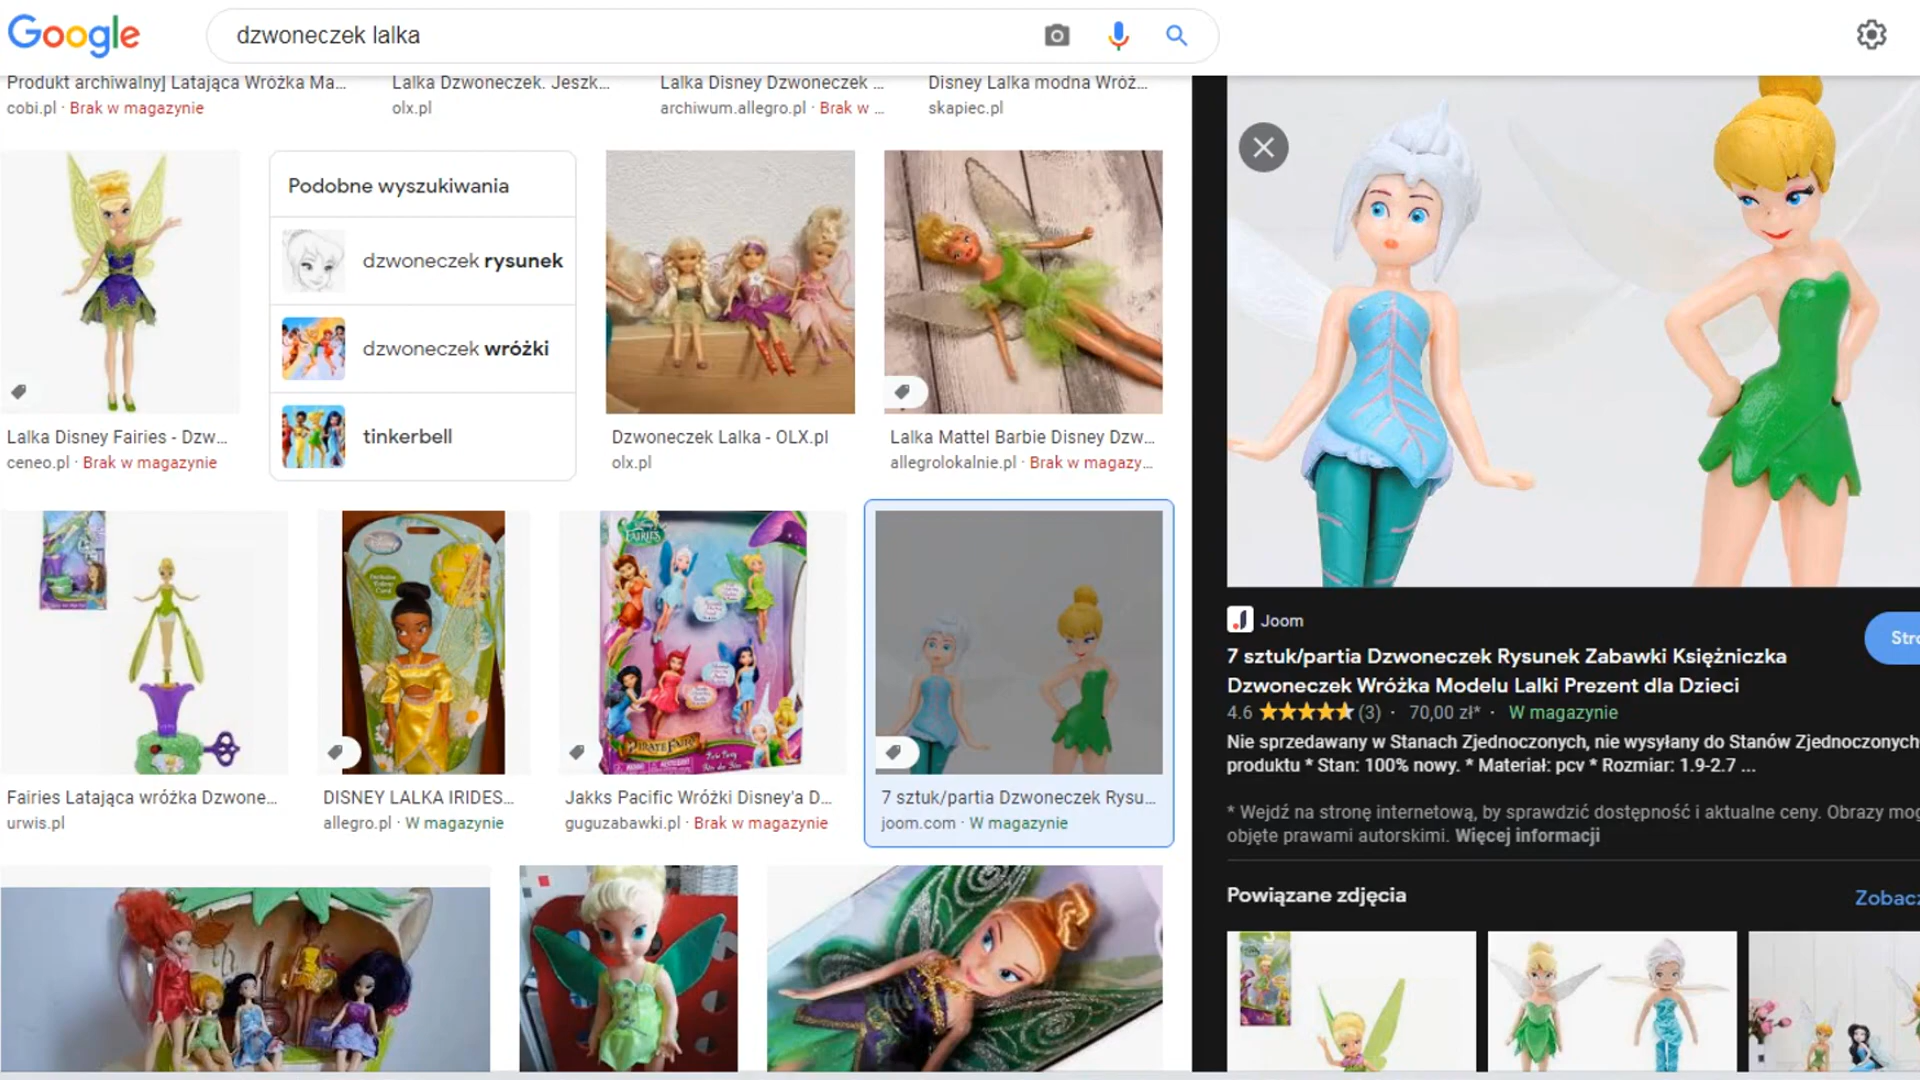 Google
dzwoneczek lalka
Produkt archiwalny] Latająca Wróżka Ma...
cobi.pl · Brak w magazynie
Lalka Dzwoneczek. Jeszk...
olx.pl
Lalka Disney Dzwoneczek ...
archiwum.allegro.pl · Brak w ...
Disney Lalka modna Wróż...
skapiec.pl
Podobne wyszukiwania
dzwoneczek rysunek
dzwoneczek wróżki
tinkerbell
Lalka Disney Fairies - Dzw...
ceneo.pl · Brak w magazynie
Dzwoneczek Lalka - OLX.pl
olx.pl
Lalka Mattel Barbie Disney Dzw...
allegrolokalnie.pl · Brak w magazy...
FAIRIES
PIRATE FAIRY
Fairies Latająca wróżka Dzwone...
urwis.pl
DISNEY LALKA IRIDES...
allegro.pl · W magazynie
Jakks Pacific Wróżki Disney'a D...
guguzabawki.pl · Brak w magazynie
7 sztuk/partia Dzwoneczek Rysu...
joom.com · W magazynie
Joom
Stro
7 sztuk/partia Dzwoneczek Rysunek Zabawki Księżniczka
Dzwoneczek Wróżka Modelu Lalki Prezent dla Dzieci
4.6 ★★★★★ (3) · 70,00 zł* · W magazynie
Nie sprzedawany w Stanach Zjednoczonych, nie wysyłany do Stanów Zjednoczonych
produktu * Stan: 100% nowy. * Materiał: pcv * Rozmiar: 1.9-2.7 ...
* Wejdź na stronę internetową, by sprawdzić dostępność i aktualne ceny. Obrazy mog
objęte prawami autorskimi. Więcej informacji
Powiązane zdjęcia
Zobacz